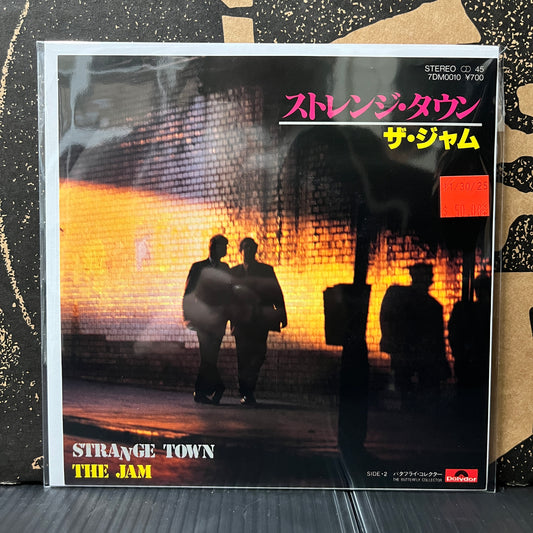 STEREO 45
7DM0010 ¥700
ストレンジ・タウン
ザ・ジャム
STRANGE TOWN
THE JAM
SIDE・2 バタフライ・コレクター
THE BUTTERFLY COLLECTOR
Polydor